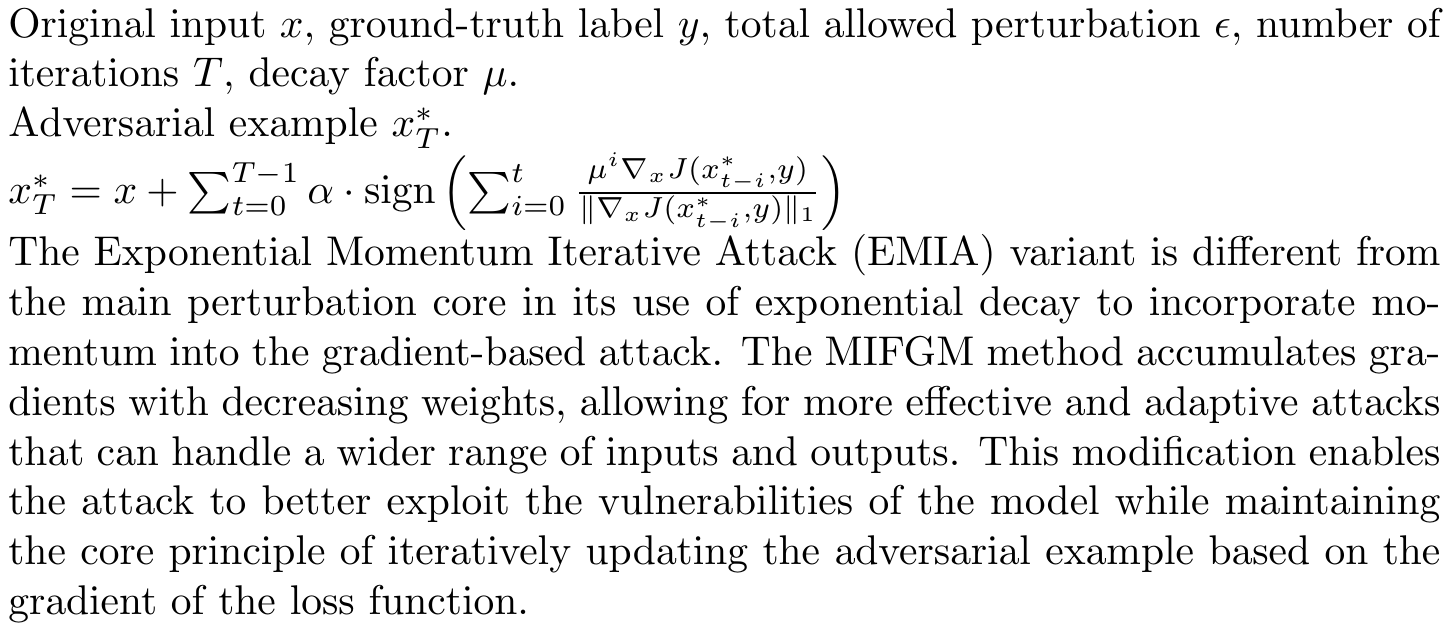 Original input $x$, ground-truth label $y$, total allowed perturbation $\epsilon$, number of
iterations $T$, decay factor $\mu$.
Adversarial example $x_T^*$.
$x_T^* = x + \sum_{t=0}^{T-1} \alpha \cdot \text{sign}\left(\sum_{i=0}^{t} \frac{\mu^i \nabla_x J(x_{t-i}^*, y)}{\|\nabla_x J(x_{t-i}^*, y)\|_1}\right)$
The Exponential Momentum Iterative Attack (EMIA) variant is different from
the main perturbation core in its use of exponential decay to incorporate mo-
mentum into the gradient-based attack. The MIFGM method accumulates gra-
dients with decreasing weights, allowing for more effective and adaptive attacks
that can handle a wider range of inputs and outputs. This modification enables
the attack to better exploit the vulnerabilities of the model while maintaining
the core principle of iteratively updating the adversarial example based on the
gradient of the loss function.